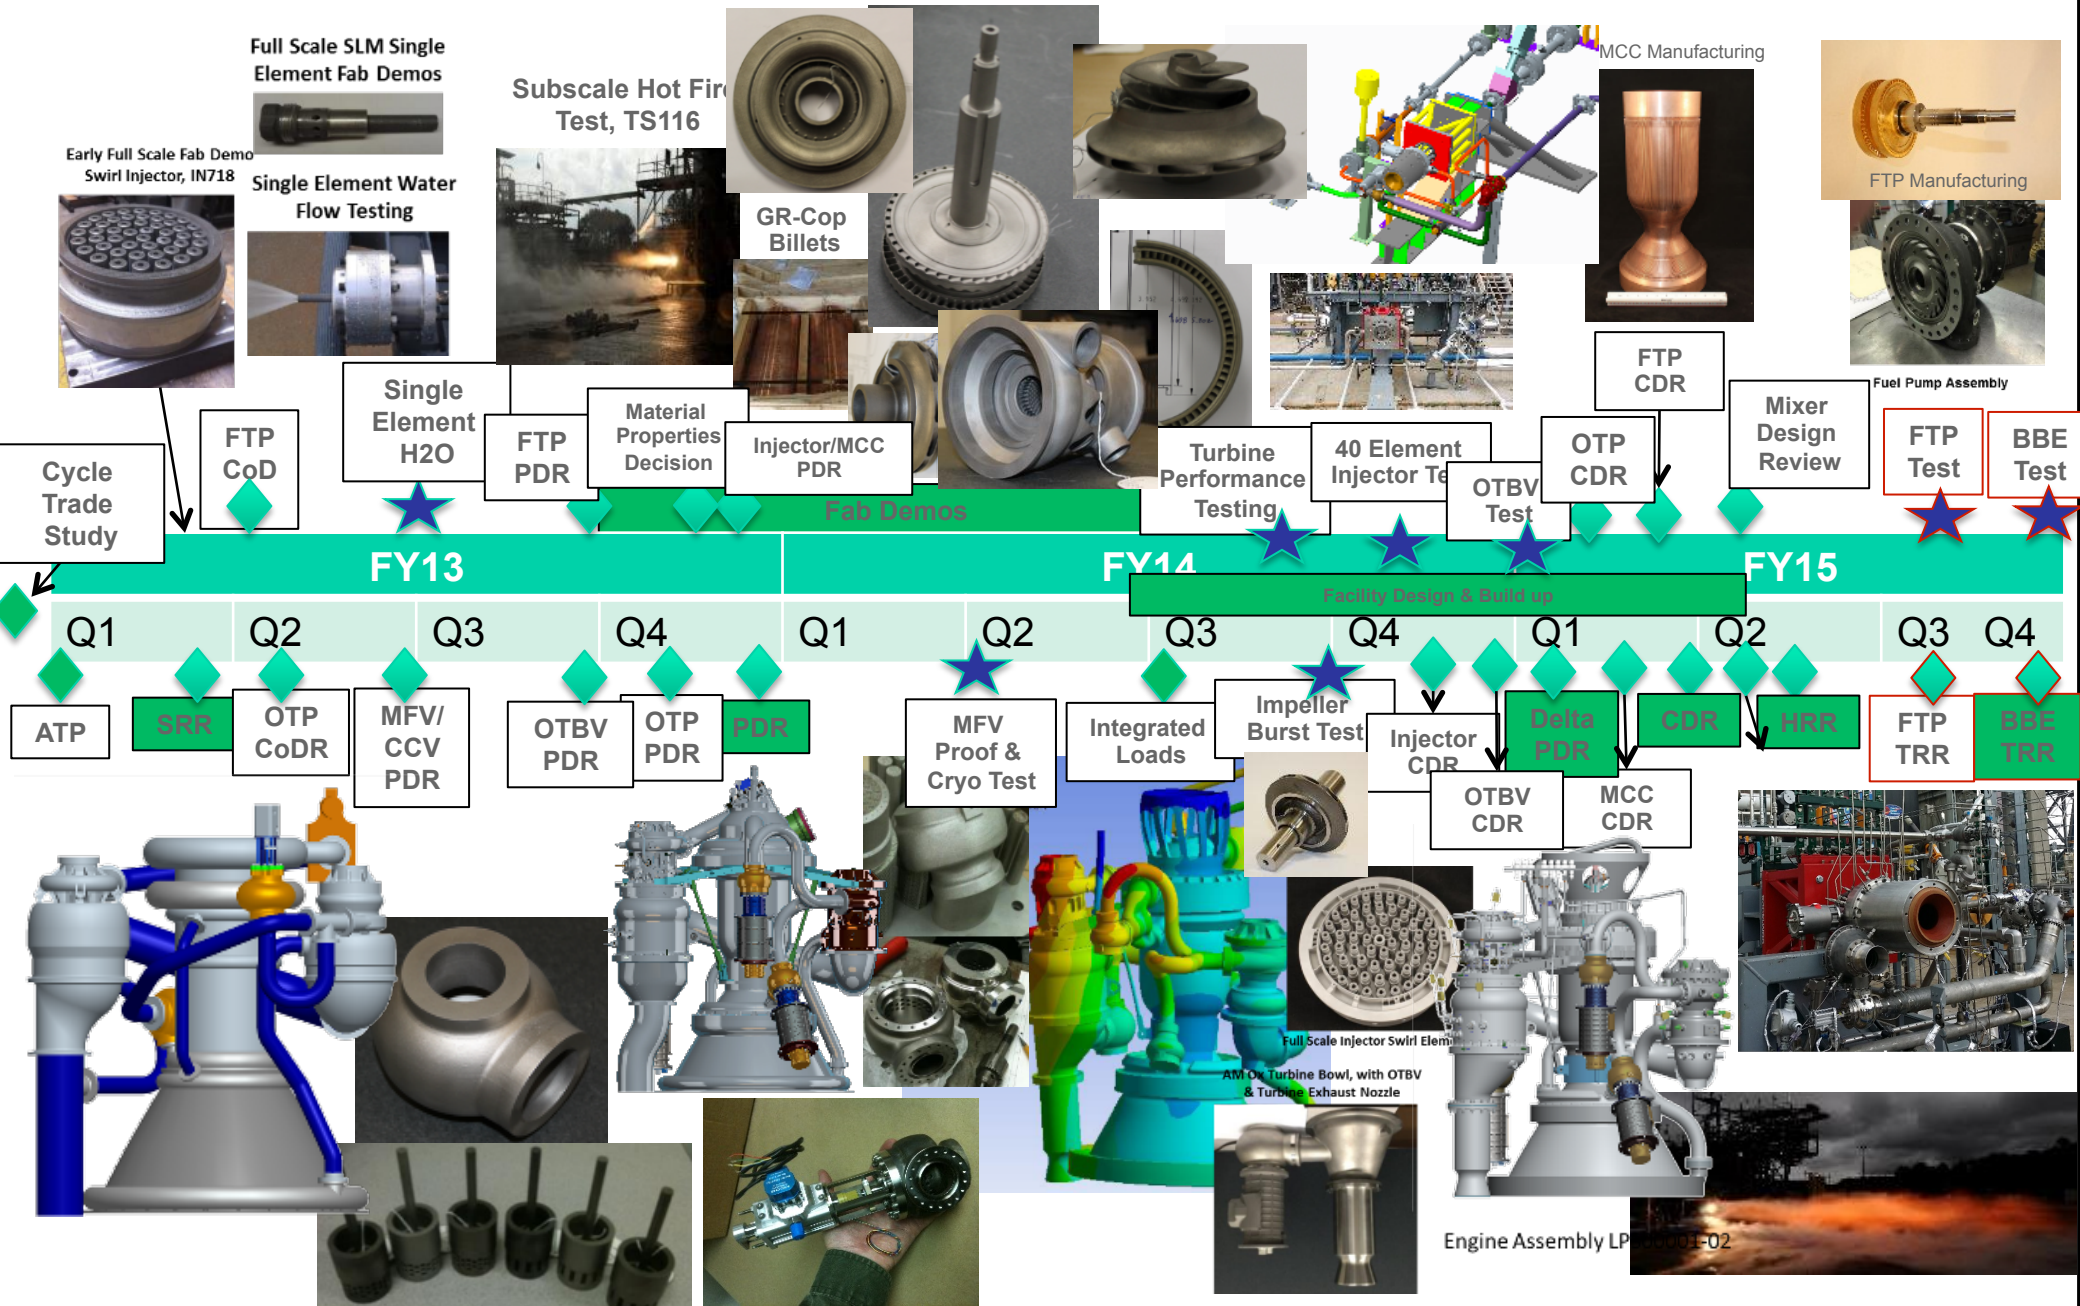 Full Scale SLM Single
Element Fab Demos
Early Full Scale Fab Demo
Swirl Injector, IN718
Single Element Water
Flow Testing
Subscale Hot Fire
Test, TS116
GR-Cop
Billets
MCC Manufacturing
FTP Manufacturing
Fuel Pump Assembly
Cycle
Trade
Study
FTP
CoD
Single
Element
H2O
FTP
PDR
Material
Properties
Decision
Injector/MCC
PDR
Fab Demos
Turbine
Performance
Testing
40 Element
Injector Te
OTBV
Test
OTP
CDR
FTP
CDR
Mixer
Design
Review
FTP
Test
BBE
Test
FY13
FY14
FY15
Facility Design & Build up
Q1 Q2 Q3 Q4 Q1 Q2 Q3 Q4 Q1 Q2 Q3 Q4
ATP
SRR
OTP
CoDR
MFV/
CCV
PDR
OTBV
PDR
OTP
PDR
PDR
MFV
Proof &
Cryo Test
Integrated
Loads
Impeller
Burst Test
Injector
CDR
OTBV
CDR
Delta
PDR
MCC
CDR
CDR
HRR
FTP
TRR
BBE
TRR
Full Scale Injector Swirl Elem
AM Ox Turbine Bowl, with OTBV
& Turbine Exhaust Nozzle
Engine Assembly